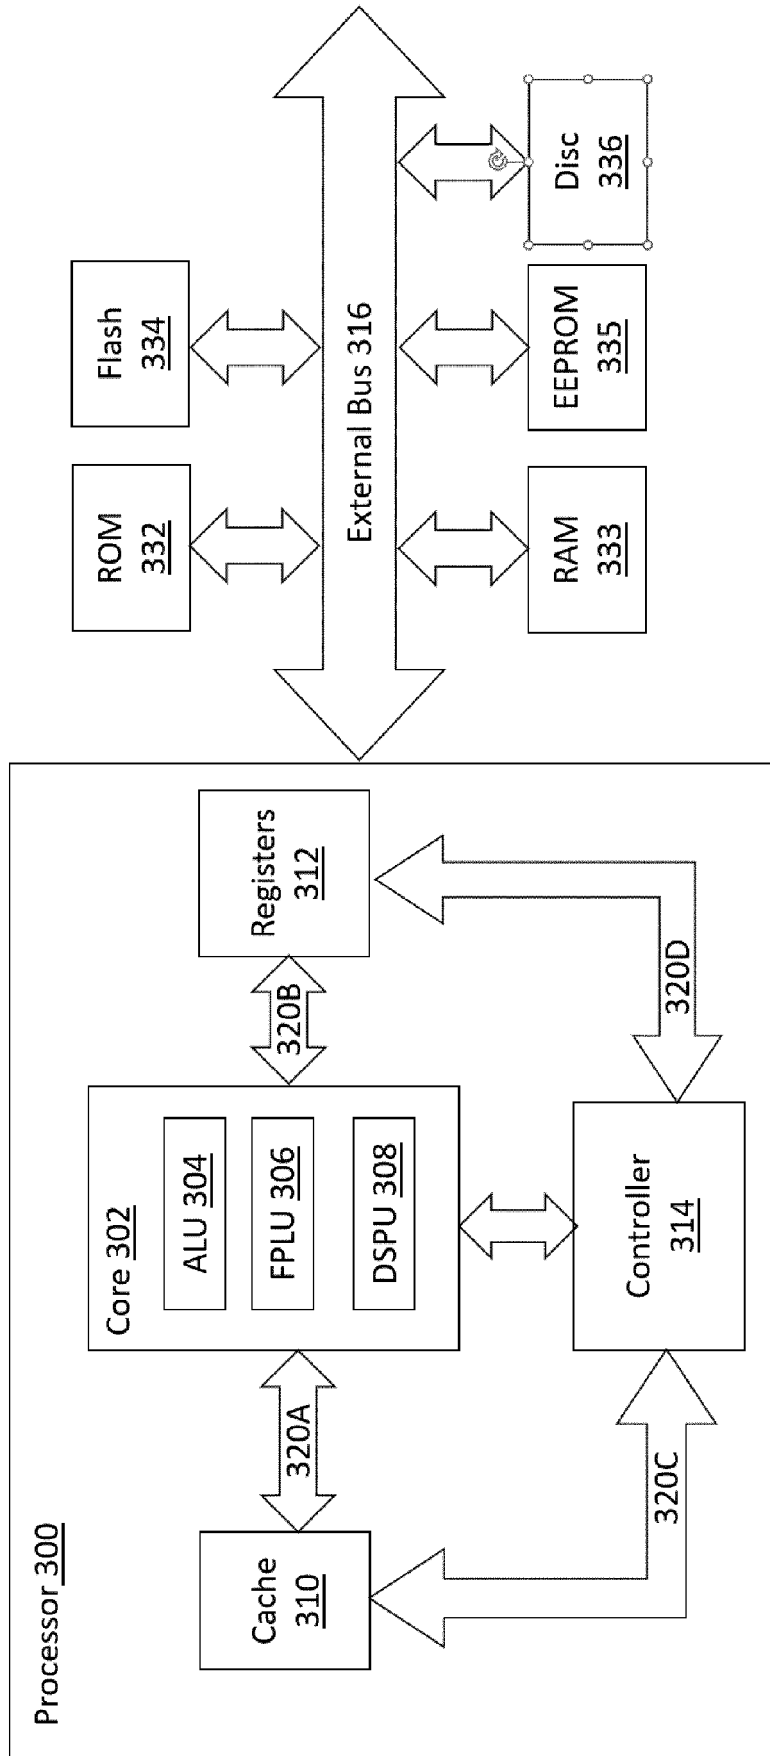 Processor 300
Cache
310
320A
Core 302
ALU 304
FPLU 306
DSPU 308
320B
Registers
312
320C
Controller
314
320D
External Bus 316
ROM
332
Flash
334
RAM
333
EEPROM
335
Disc
336